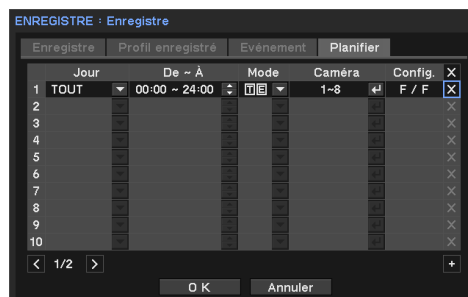 ENREGISTRE : Enregistre
Enregistre Profil enregistré Evénement Planifier
Jour De ~ À Mode Caméra Config. X
1 TOUT 00:00 ~ 24:00 T E 1~8 F / F X
2 X
3 X
4 X
5 X
6 X
7 X
8 X
9 X
10 X
< 1/2 > +
O K Annuler